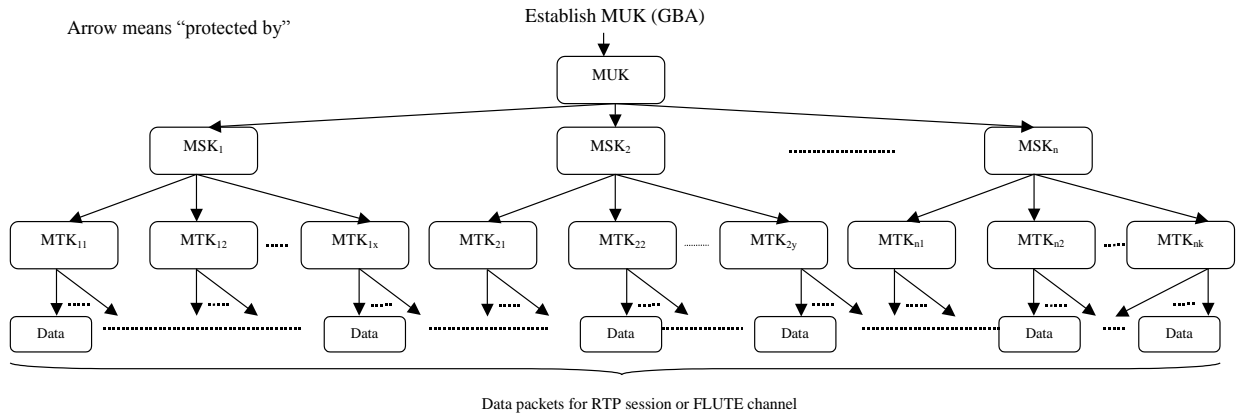 Establish MUK (GBA)
Arrow means “protected by”
MUK
MSK₁ MSK₂ MSKₙ
MTK₁₁ MTK₁₂ MTK₁ₓ MTK₂₁ MTK₂₂ MTK₂y MTKₙ₁ MTKₙ₂ MTKₙₖ
Data Data Data Data Data Data
Data packets for RTP session or FLUTE channel